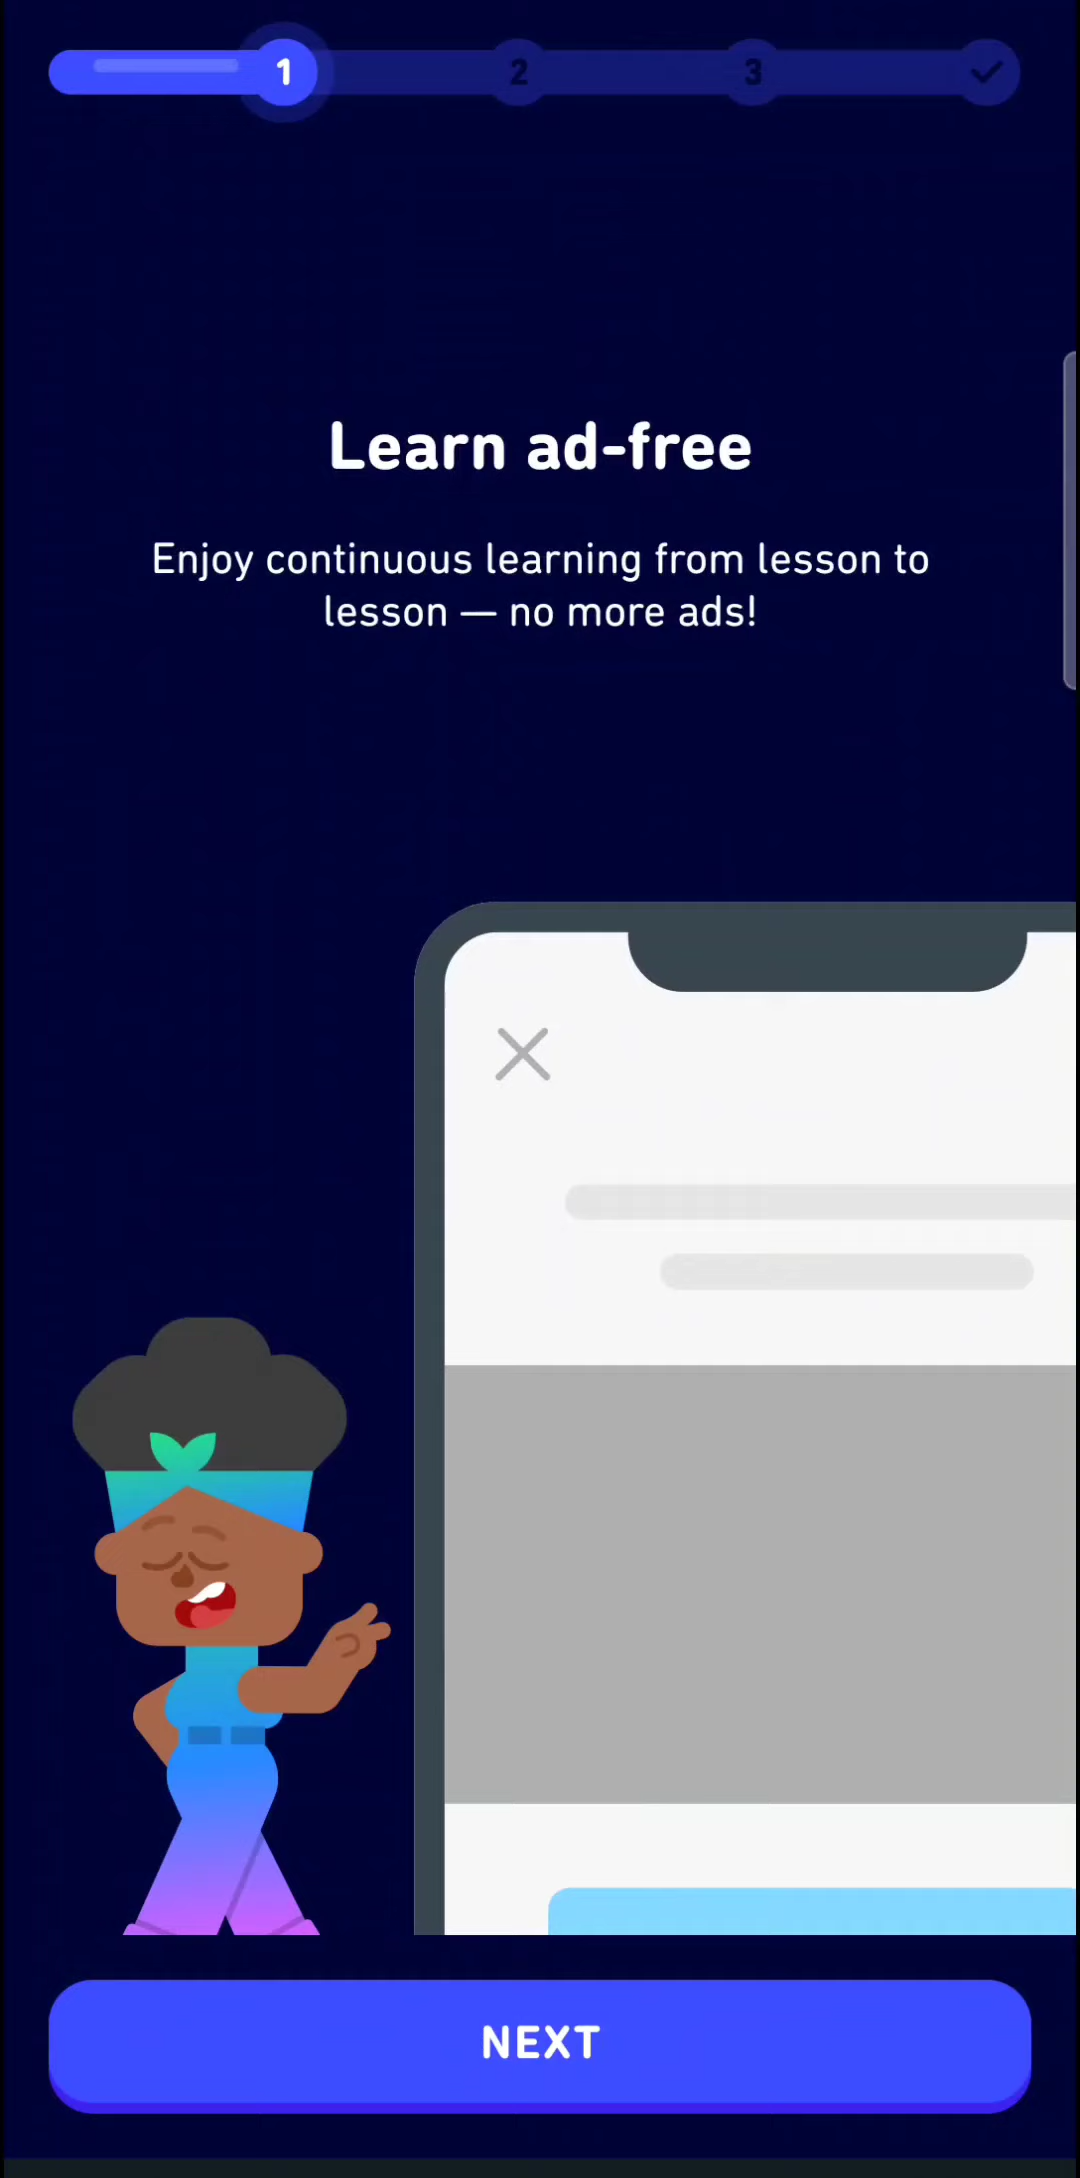 1 2 3
Learn ad-free
Enjoy continuous learning from lesson to
lesson — no more ads!
NEXT